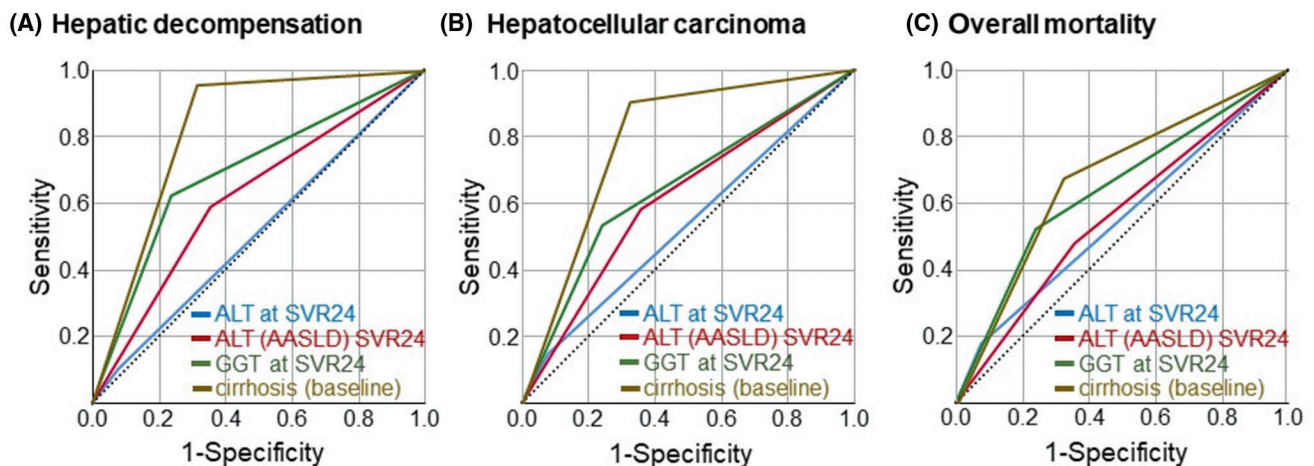 (A) Hepatic decompensation
(B) Hepatocellular carcinoma
(C) Overall mortality
Sensitivity
1.0
0.8
0.6
0.4
0.2
ALT at SVR24
ALT (AASLD) SVR24
GGT at SVR24
cirrhosis (baseline)
0.0 0.2 0.4 0.6 0.8 1.0
1-Specificity
Sensitivity
1.0
0.8
0.6
0.4
0.2
ALT at SVR24
ALT (AASLD) SVR24
GGT at SVR24
cirrhosis (baseline)
0.0 0.2 0.4 0.6 0.8 1.0
1-Specificity
Sensitivity
1.0
0.8
0.6
0.4
0.2
ALT at SVR24
ALT (AASLD) SVR24
GGT at SVR24
cirrhosis (baseline)
0.0 0.2 0.4 0.6 0.8 1.0
1-Specificity